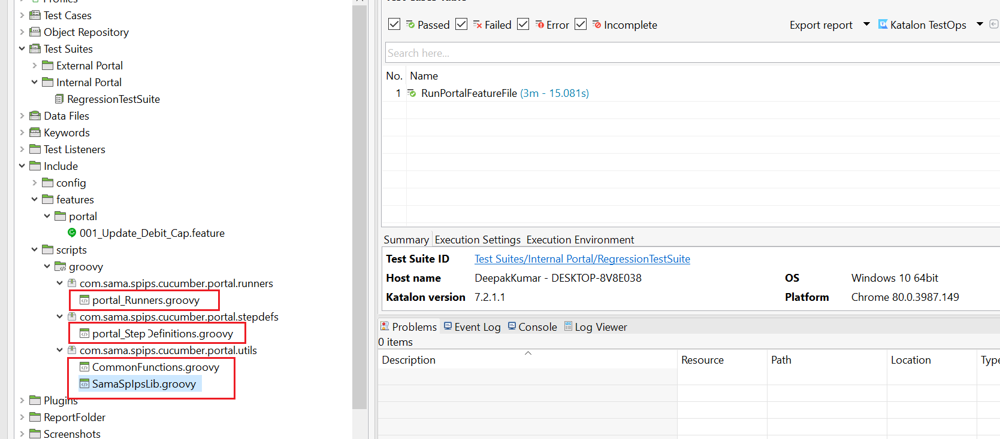 Profiles
Test Cases
Object Repository
Test Suites
External Portal
Internal Portal
RegressionTestSuite
Data Files
Keywords
Test Listeners
Include
config
features
portal
001_Update_Debit_Cap.feature
scripts
groovy
com.sama.spips.cucumber.portal.runners
portal_Runners.groovy
com.sama.spips.cucumber.portal.stepdefs
portal_StepDefinitions.groovy
com.sama.spips.cucumber.portal.utils
CommonFunctions.groovy
SamaSpIpsLib.groovy
Plugins
ReportFolder
Screenshots
Test Cases Table
Passed Failed Error Incomplete Export report Katalon TestOps
Search here...
No. Name
1 RunPortalFeatureFile (3m - 15.081s)
Summary Execution Settings Execution Environment
Test Suite ID Test Suites/Internal Portal/RegressionTestSuite
Host name DeepakKumar - DESKTOP-8V8E038 OS Windows 10 64bit
Katalon version 7.2.1.1 Platform Chrome 80.0.3987.149
Problems Event Log Console Log Viewer
0 items
Description Resource Path Location Type